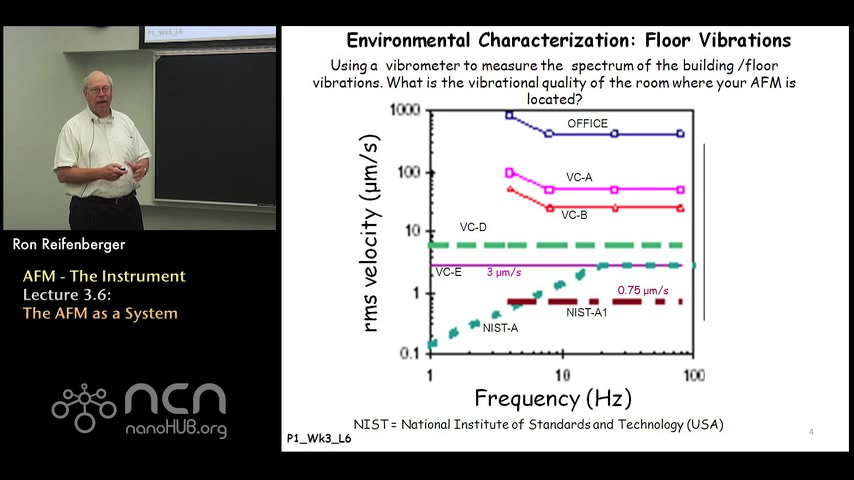 P1_Wk3_L6
Ron Reifenberger
AFM - The Instrument
Lecture 3.6:
The AFM as a System
ncn
nanoHUB.org
Environmental Characterization: Floor Vibrations
Using a vibrometer to measure the spectrum of the building /floor
vibrations. What is the vibrational quality of the room where your AFM is
located?
rms velocity (µm/s)
1000
100
10
1
0.1
OFFICE
VC-A
VC-B
VC-D
VC-E
3 µm/s
0.75 µm/s
NIST-A
NIST-A1
1
10
100
Frequency (Hz)
NIST = National Institute of Standards and Technology (USA)
P1_Wk3_L6
4